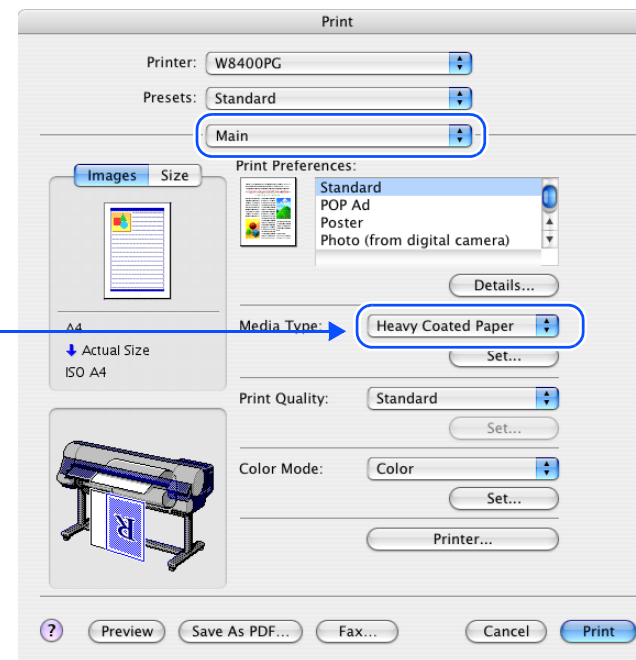 Print
Printer: W8400PG
Presets: Standard
Main
Images Size
A4
Actual Size
ISO A4
Print Preferences:
Standard
POP Ad
Poster
Photo (from digital camera)
Details...
Media Type: Heavy Coated Paper
Set...
Print Quality: Standard
Set...
Color Mode: Color
Set...
Printer...
? Preview Save As PDF... Fax... Cancel Print